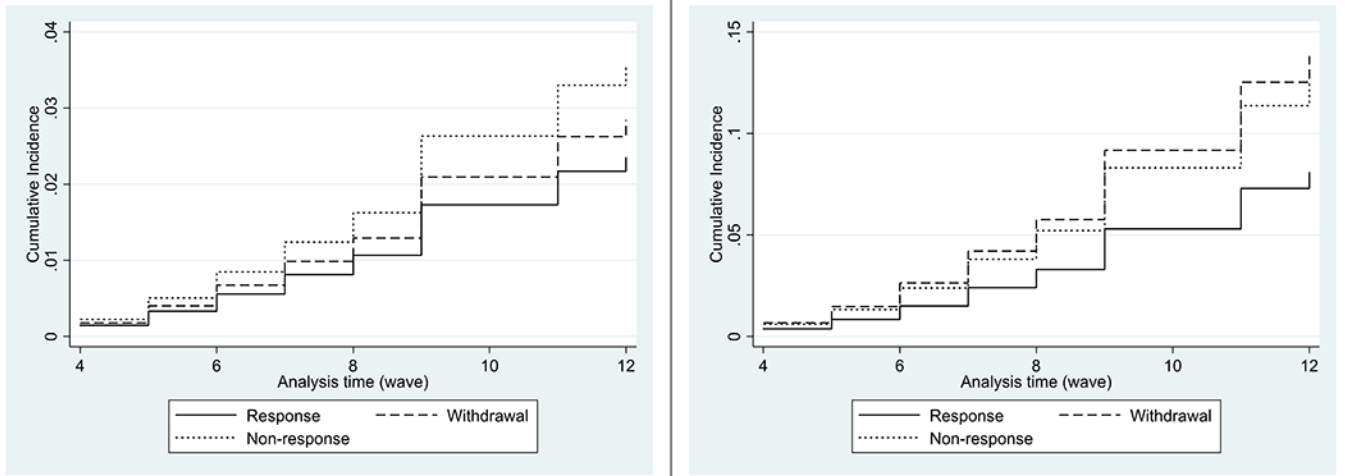 Cumulative Incidence
.04
.03
.02
.01
0
4 6 8 10 12
Analysis time (wave)
Response Withdrawal
Non-response
Cumulative Incidence
.15
.1
.05
0
4 6 8 10 12
Analysis time (wave)
Response Withdrawal
Non-response